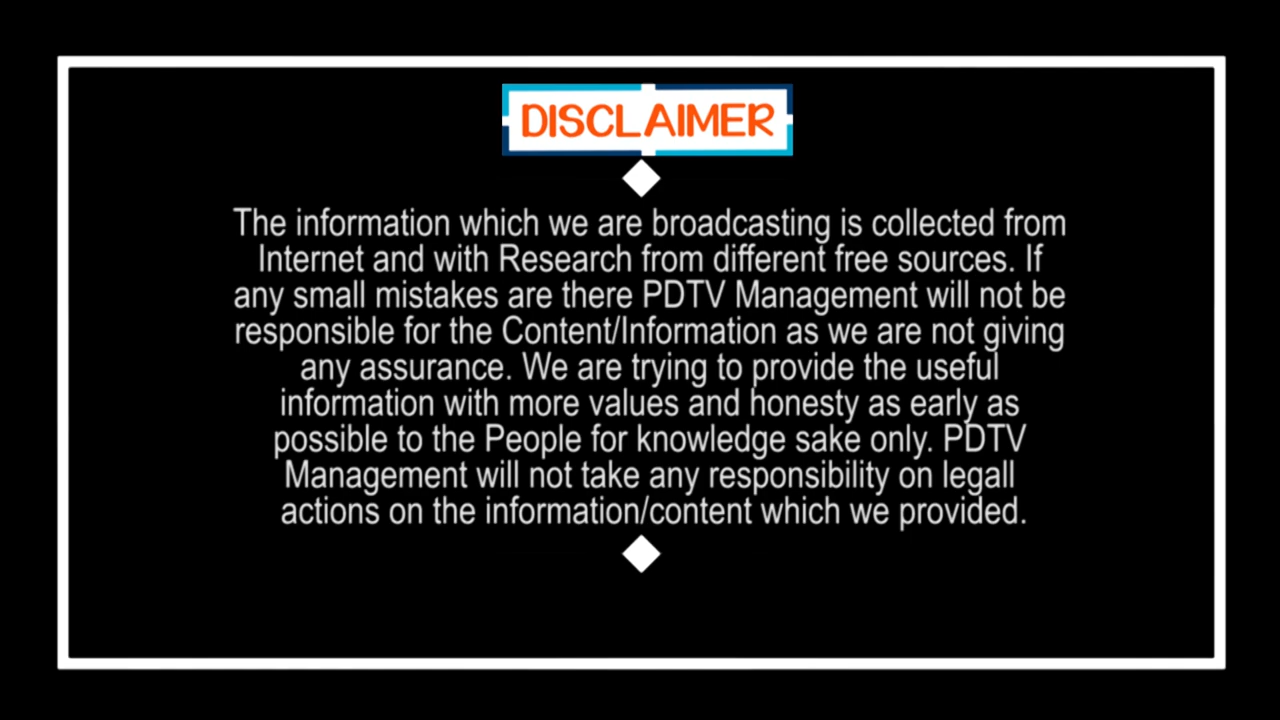 DISCLAIMER
The information which we are broadcasting is collected from
Internet and with Research from different free sources. If
any small mistakes are there PDTV Management will not be
responsible for the Content/Information as we are not giving
any assurance. We are trying to provide the useful
information with more values and honesty as early as
possible to the People for knowledge sake only. PDTV
Management will not take any responsibility on legall
actions on the information/content which we provided.